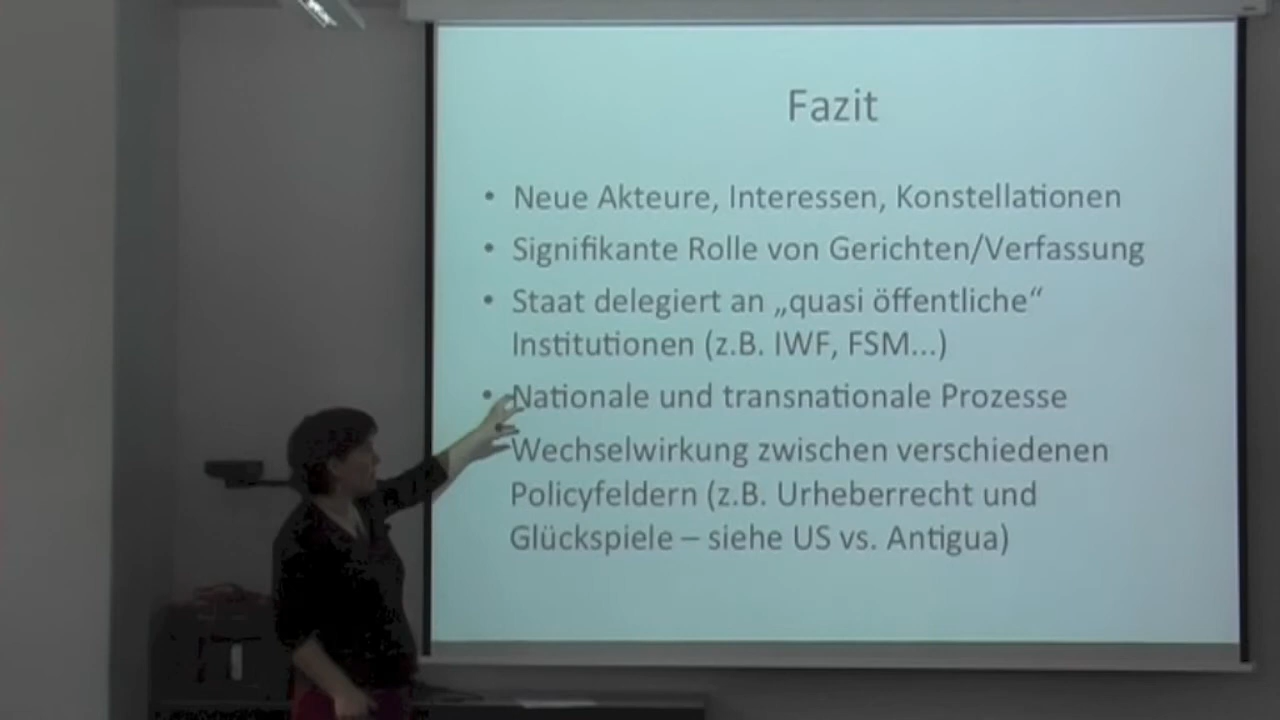 Fazit
• Neue Akteure, Interessen, Konstellationen
• Signifikante Rolle von Gerichten/Verfassung
• Staat delegiert an „quasi öffentliche“
Institutionen (z.B. IWF, FSM...)
• Nationale und transnationale Prozesse
Wechselwirkung zwischen verschiedenen
Policyfeldern (z.B. Urheberrecht und
Glückspiele – siehe US vs. Antigua)